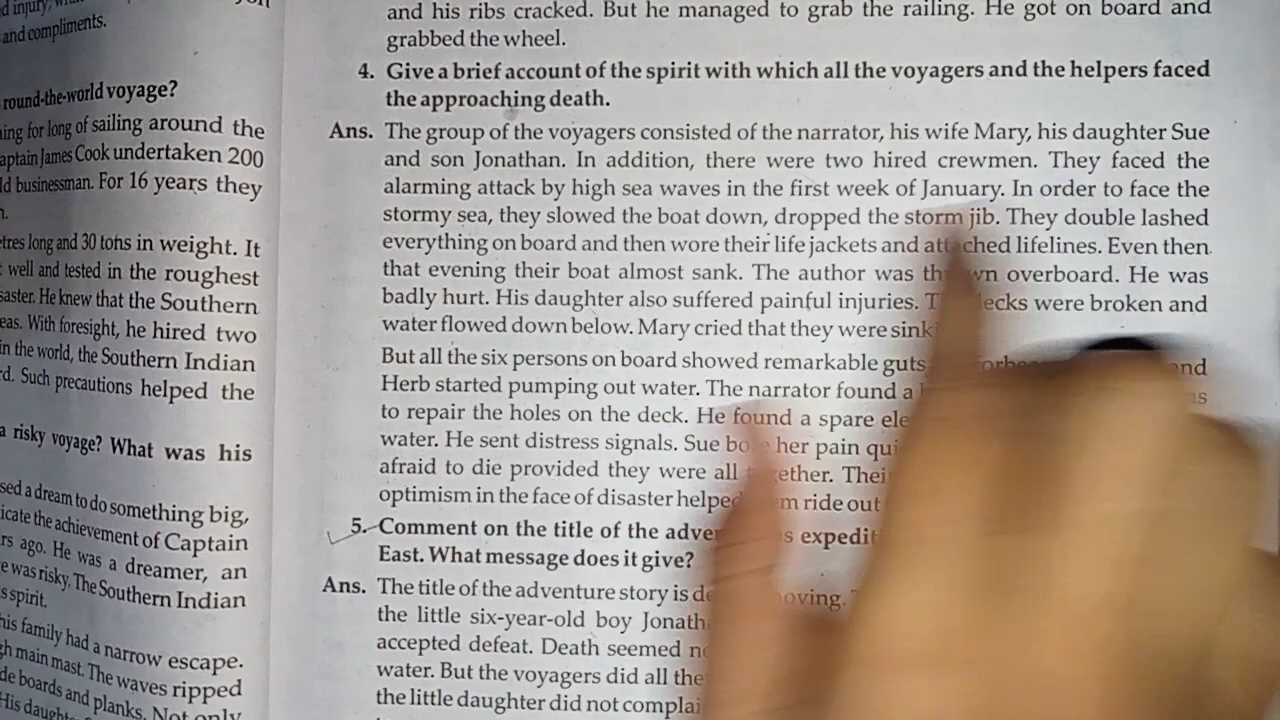 d injury,
and compliments.
round-the-world voyage?
ning for long of sailing around the
aptain James Cook undertaken 200
ld businessman. For 16 years they
tres long and 30 tons in weight. It
well and tested in the roughest
saster. He knew that the Southern
eas. With foresight, he hired two
in the world, the Southern Indian
rd. Such precautions helped the
a risky voyage? What was his
sed a dream to do something big,
icate the achievement of Captain
rs ago. He was a dreamer, an
e was risky. The Southern Indian
s spirit.
his family had a narrow escape.
gh main mast. The waves ripped
de boards and planks. Not only
His
and his ribs cracked. But he managed to grab the railing. He got on board and
grabbed the wheel.
4. Give a brief account of the spirit with which all the voyagers and the helpers faced
the approaching death.
Ans. The group of the voyagers consisted of the narrator, his wife Mary, his daughter Sue
and son Jonathan. In addition, there were two hired crewmen. They faced the
alarming attack by high sea waves in the first week of January. In order to face the
stormy sea, they slowed the boat down, dropped the storm jib. They double lashed
everything on board and then wore their life jackets and attached lifelines. Even then
that evening their boat almost sank. The author was thrown overboard. He was
badly hurt. His daughter also suffered painful injuries. T decks were broken and
water flowed down below. Mary cried that they were sink
But all the six persons on board showed remarkable guts and
Herb started pumping out water. The narrator found a
to repair the holes on the deck. He found a spare ele
water. He sent distress signals. Sue bore her pain qui
afraid to die provided they were all together. Thei
optimism in the face of disaster helped them ride out
5. Comment on the title of the adve s expedit
East. What message does it give?
Ans. The title of the adventure story is de moving.
the little six-year-old boy Jonath
accepted defeat. Death seemed
water. But the voyagers did all the
the little daughter did not complai